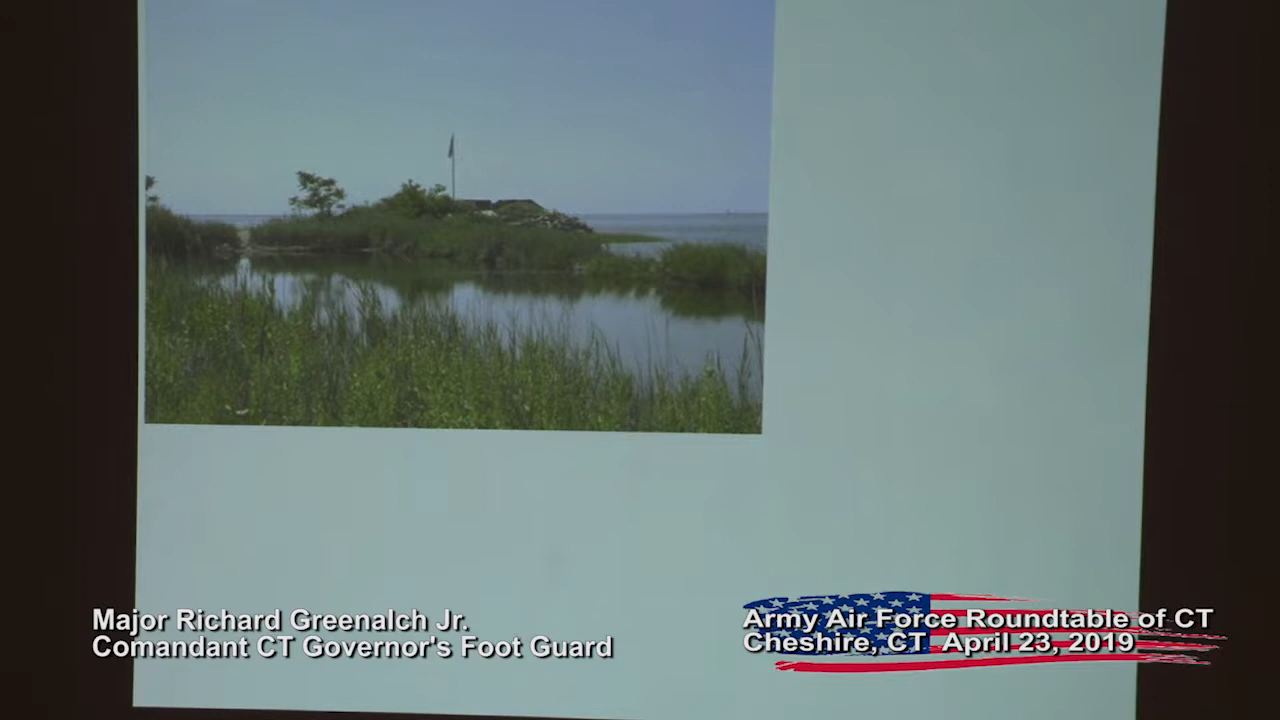 Major Richard Greenalch Jr.
Comandant CT Governor's Foot Guard
Army Air Force Roundtable of CT
Cheshire, CT April 23, 2019